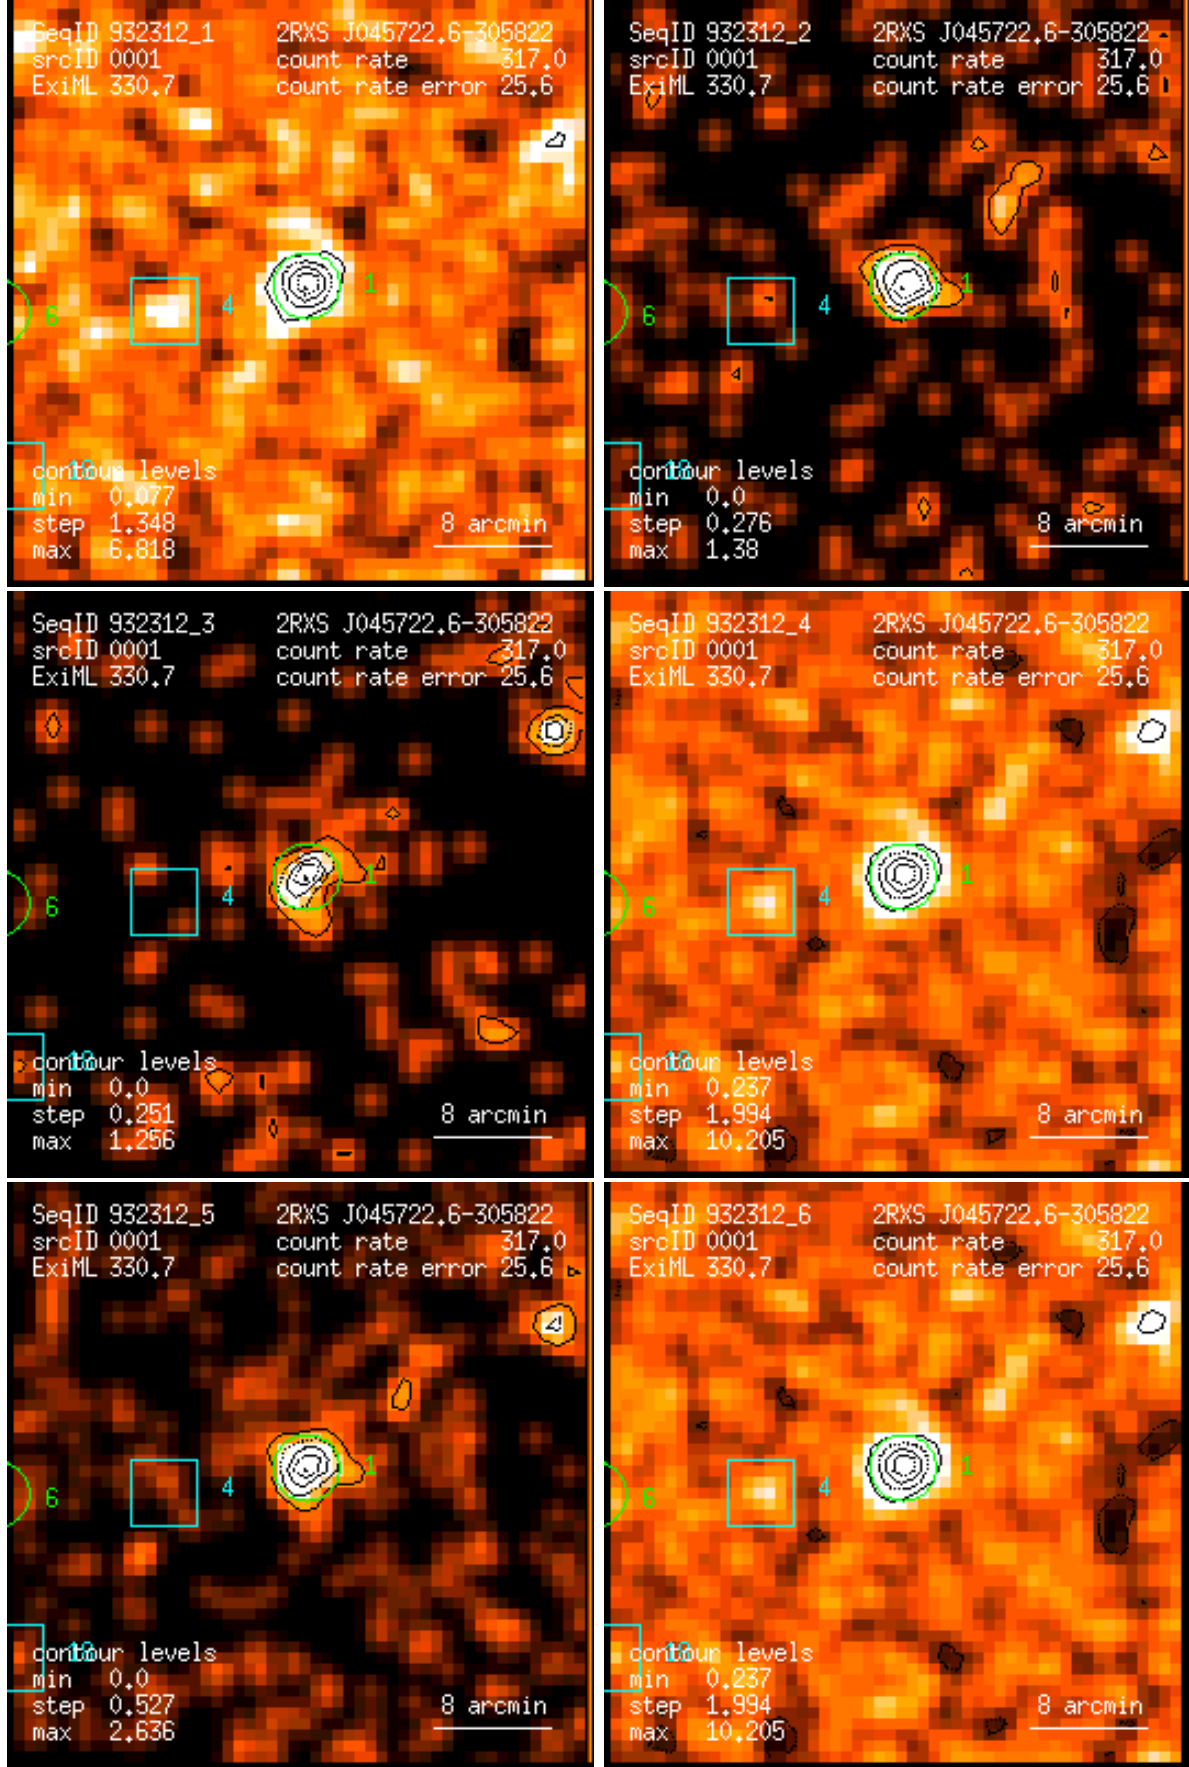 SeqID 932312_1 2RXS J045722.6-305822
srcID 0001 count rate 317.0
ExiML 330.7 count rate error 25.6
1
4
6
18
contour levels
min 0.077
step 1.348 8 arcmin
max 6.818
SeqID 932312_2 2RXS J045722.6-305822
srcID 0001 count rate 317.0
ExiML 330.7 count rate error 25.6
1
4
6
18
contour levels
min 0.0
step 0.276 8 arcmin
max 1.38
SeqID 932312_3 2RXS J045722.6-305822
srcID 0001 count rate 317.0
ExiML 330.7 count rate error 25.6
1
4
6
18
contour levels
min 0.0
step 0.251 8 arcmin
max 1.256
SeqID 932312_4 2RXS J045722.6-305822
srcID 0001 count rate 317.0
ExiML 330.7 count rate error 25.6
1
4
6
18
contour levels
min 0.237
step 1.994 8 arcmin
max 10.205
SeqID 932312_5 2RXS J045722.6-305822
srcID 0001 count rate 317.0
ExiML 330.7 count rate error 25.6
1
4
6
18
contour levels
min 0.0
step 0.527 8 arcmin
max 2.636
SeqID 932312_6 2RXS J045722.6-305822
srcID 0001 count rate 317.0
ExiML 330.7 count rate error 25.6
1
4
6
18
contour levels
min 0.237
step 1.994 8 arcmin
max 10.205